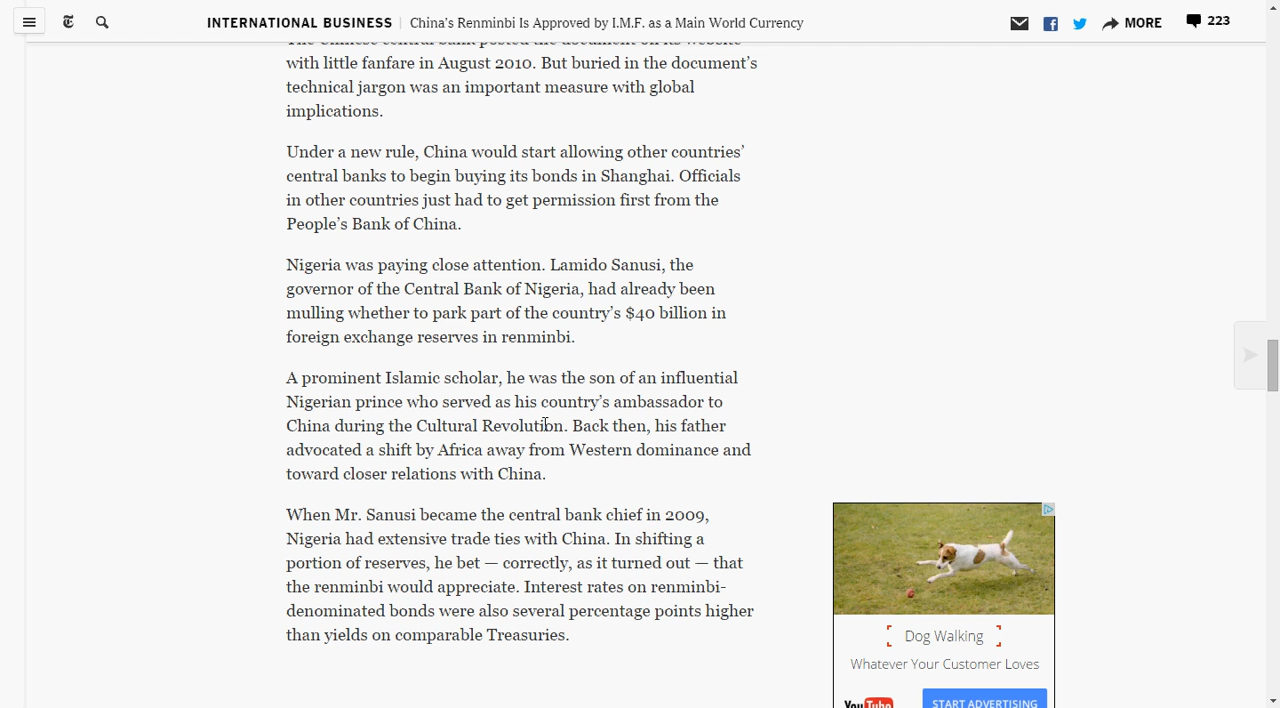 INTERNATIONAL BUSINESS | China's Renminbi Is Approved by I.M.F. as a Main World Currency
MORE
223
The Chinese central bank posted the document on its website
with little fanfare in August 2010. But buried in the document's
technical jargon was an important measure with global
implications.
Under a new rule, China would start allowing other countries'
central banks to begin buying its bonds in Shanghai. Officials
in other countries just had to get permission first from the
People's Bank of China.
Nigeria was paying close attention. Lamido Sanusi, the
governor of the Central Bank of Nigeria, had already been
mulling whether to park part of the country's $40 billion in
foreign exchange reserves in renminbi.
A prominent Islamic scholar, he was the son of an influential
Nigerian prince who served as his country's ambassador to
China during the Cultural Revolution. Back then, his father
advocated a shift by Africa away from Western dominance and
toward closer relations with China.
When Mr. Sanusi became the central bank chief in 2009,
Nigeria had extensive trade ties with China. In shifting a
portion of reserves, he bet — correctly, as it turned out — that
the renminbi would appreciate. Interest rates on renminbi-
denominated bonds were also several percentage points higher
than yields on comparable Treasuries.
Dog Walking
Whatever Your Customer Loves
YouTube
START ADVERTISING